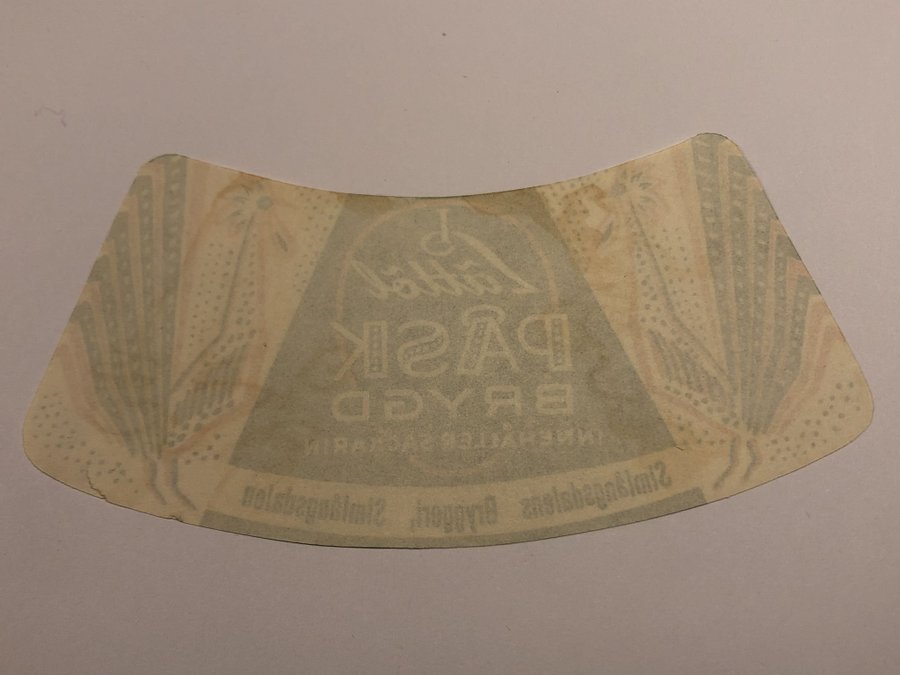 I
Lättöl
PÅSK
BRYGD
INNEHÅLLER SACKARIN
Simlångsdalens Bryggeri, Simlångsdalen